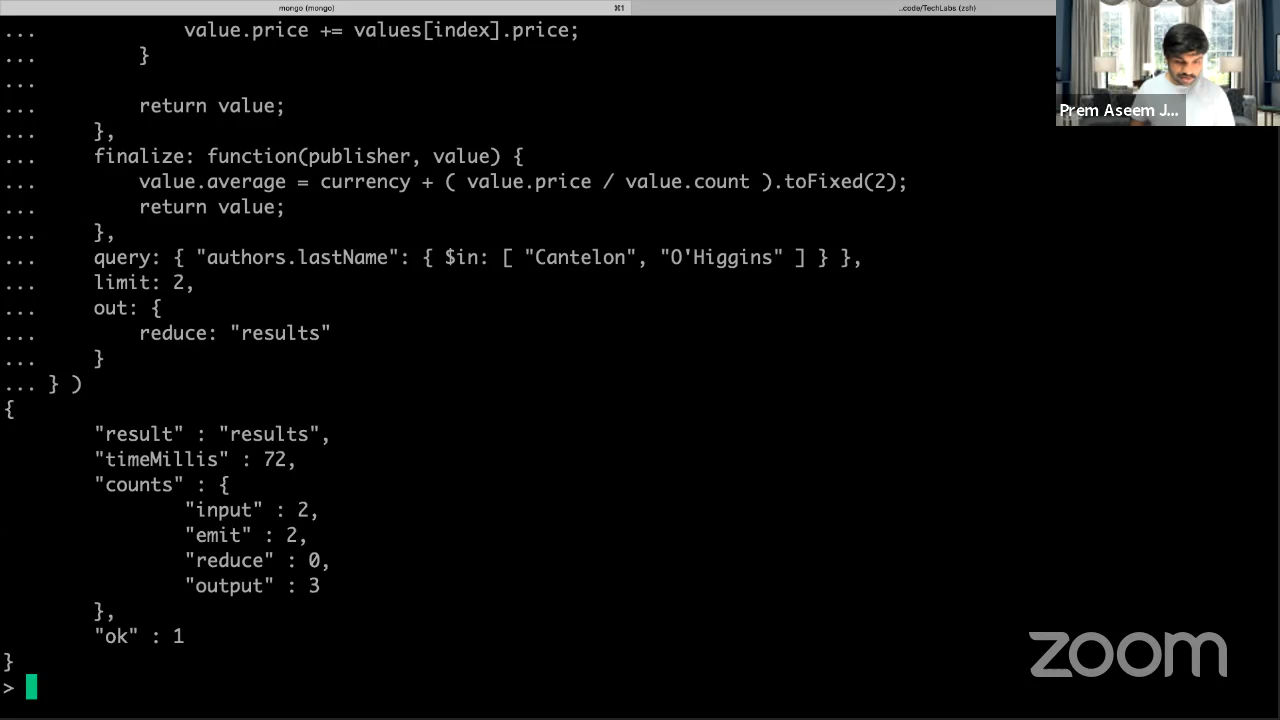 mongo (mongo)
⌘1
..code/TechLabs (zsh)
... value.price += values[index].price;
... }
...
... return value;
... },
... finalize: function(publisher, value) {
... value.average = currency + ( value.price / value.count ).toFixed(2);
... return value;
... },
... query: { "authors.lastName": { $in: [ "Cantelon", "O'Higgins" ] } },
... limit: 2,
... out: {
... reduce: "results"
... }
... } )
{
"result" : "results",
"timeMillis" : 72,
"counts" : {
"input" : 2,
"emit" : 2,
"reduce" : 0,
"output" : 3
},
"ok" : 1
}
>
Prem Aseem J...
zoom